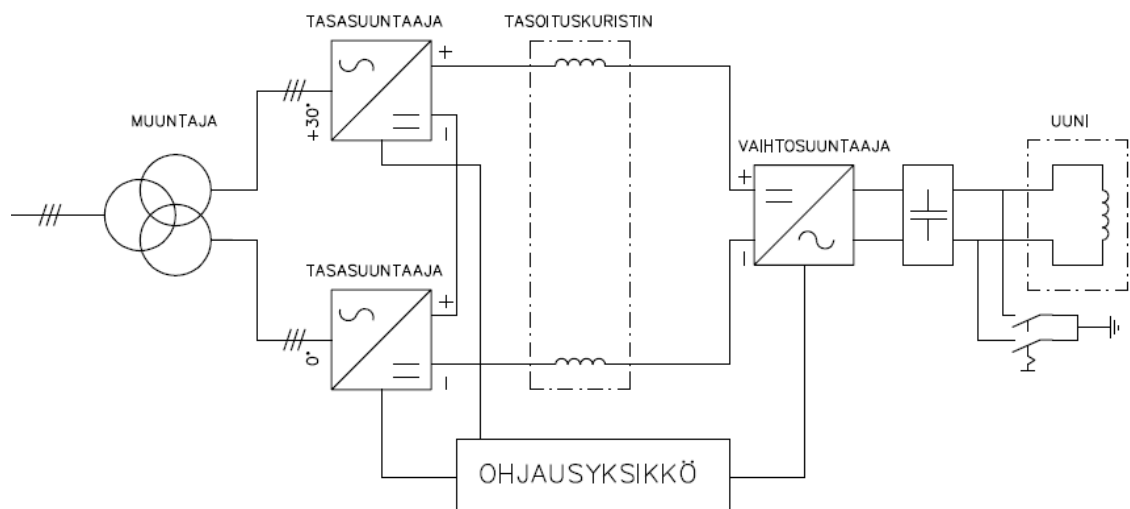 TASASUUNTAAJA
TASOITUSKURISTIN
+
+30°
−
MUUNTAJA
VAIHTOSUUNTAAJA
UUNI
+
−
TASASUUNTAAJA
+
0°
−
OHJAUSYKSIKKÖ